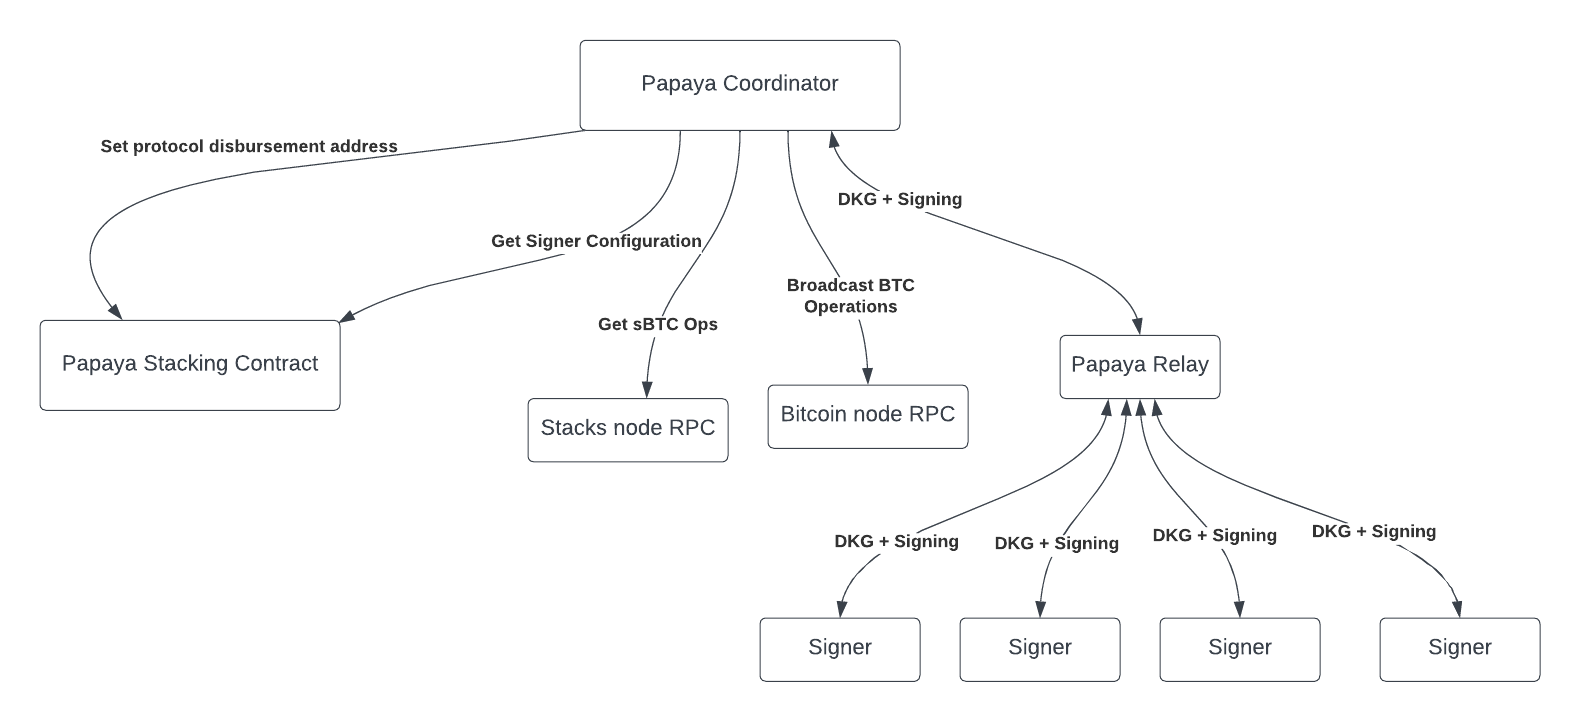 Papaya Coordinator
Set protocol disbursement address
DKG + Signing
Get Signer Configuration
Broadcast BTC
Operations
Get sBTC Ops
Papaya Stacking Contract
Papaya Relay
Stacks node RPC
Bitcoin node RPC
DKG + Signing
DKG + Signing
DKG + Signing
DKG + Signing
Signer
Signer
Signer
Signer